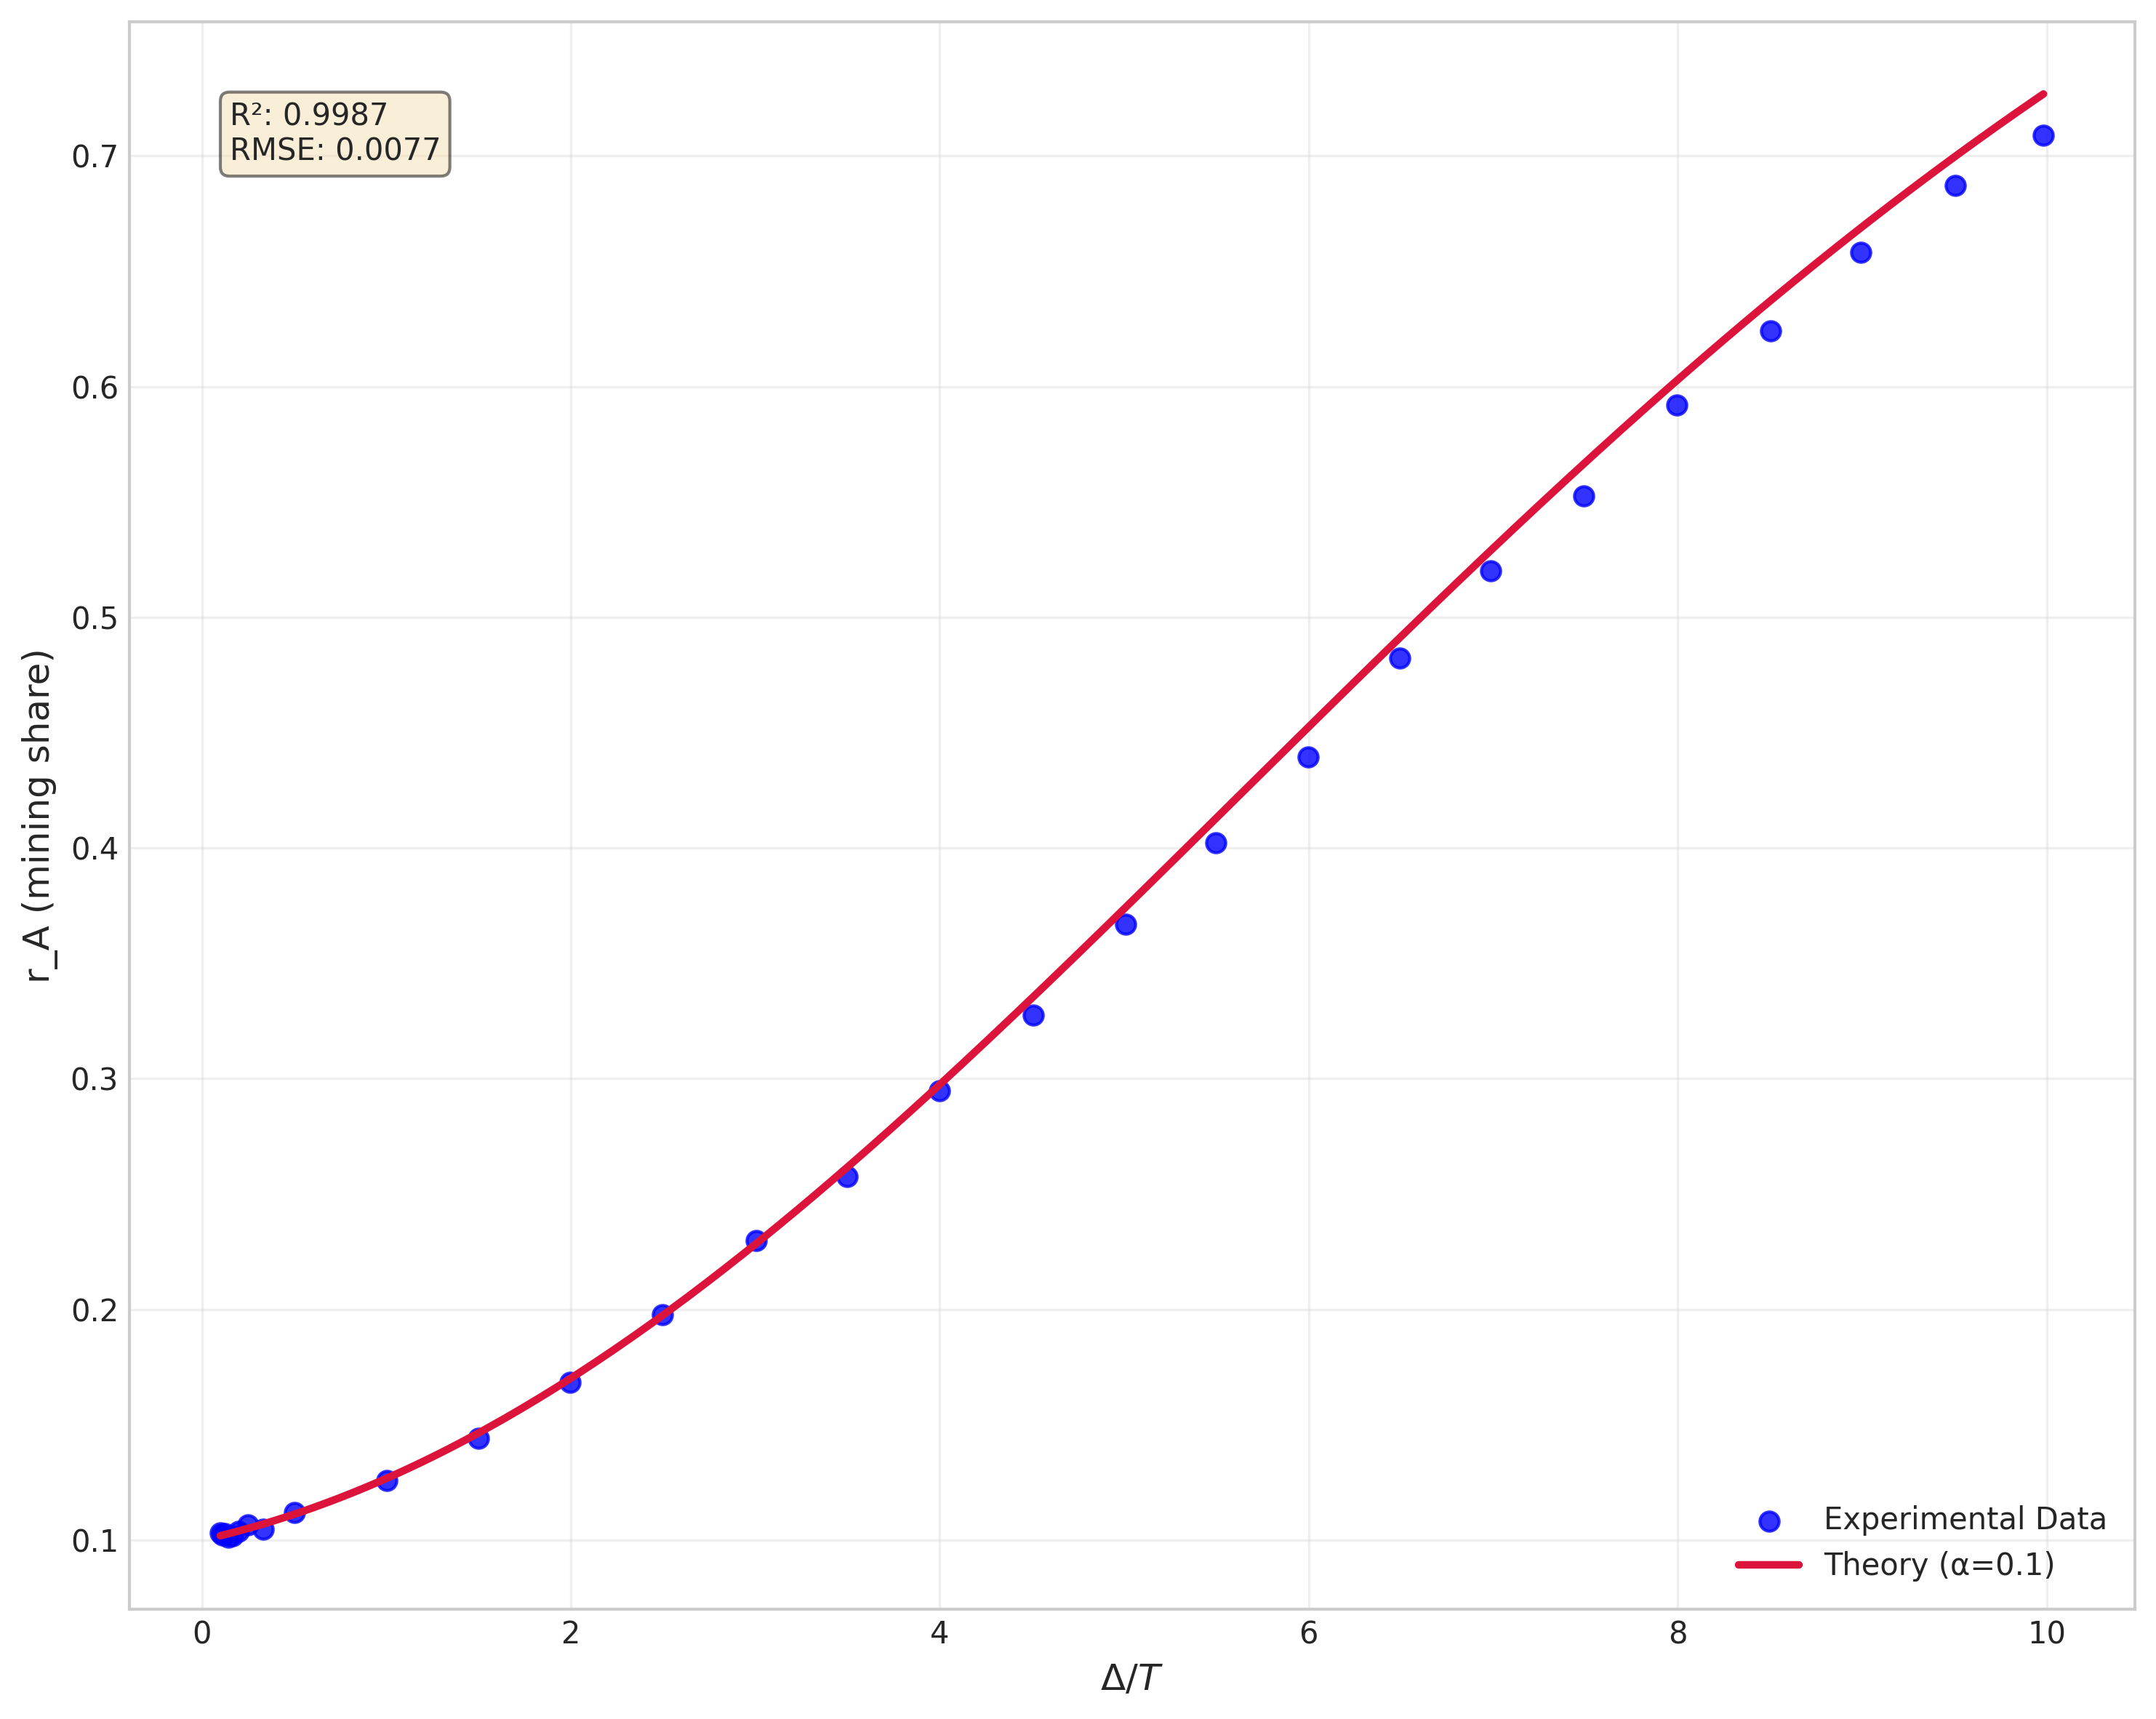 R²: 0.9987
RMSE: 0.0077
0.7
0.6
0.5
0.4
0.3
0.2
0.1
r_A (mining share)
Experimental Data
Theory (α=0.1)
0 2 4 6 8 10
Δ/T